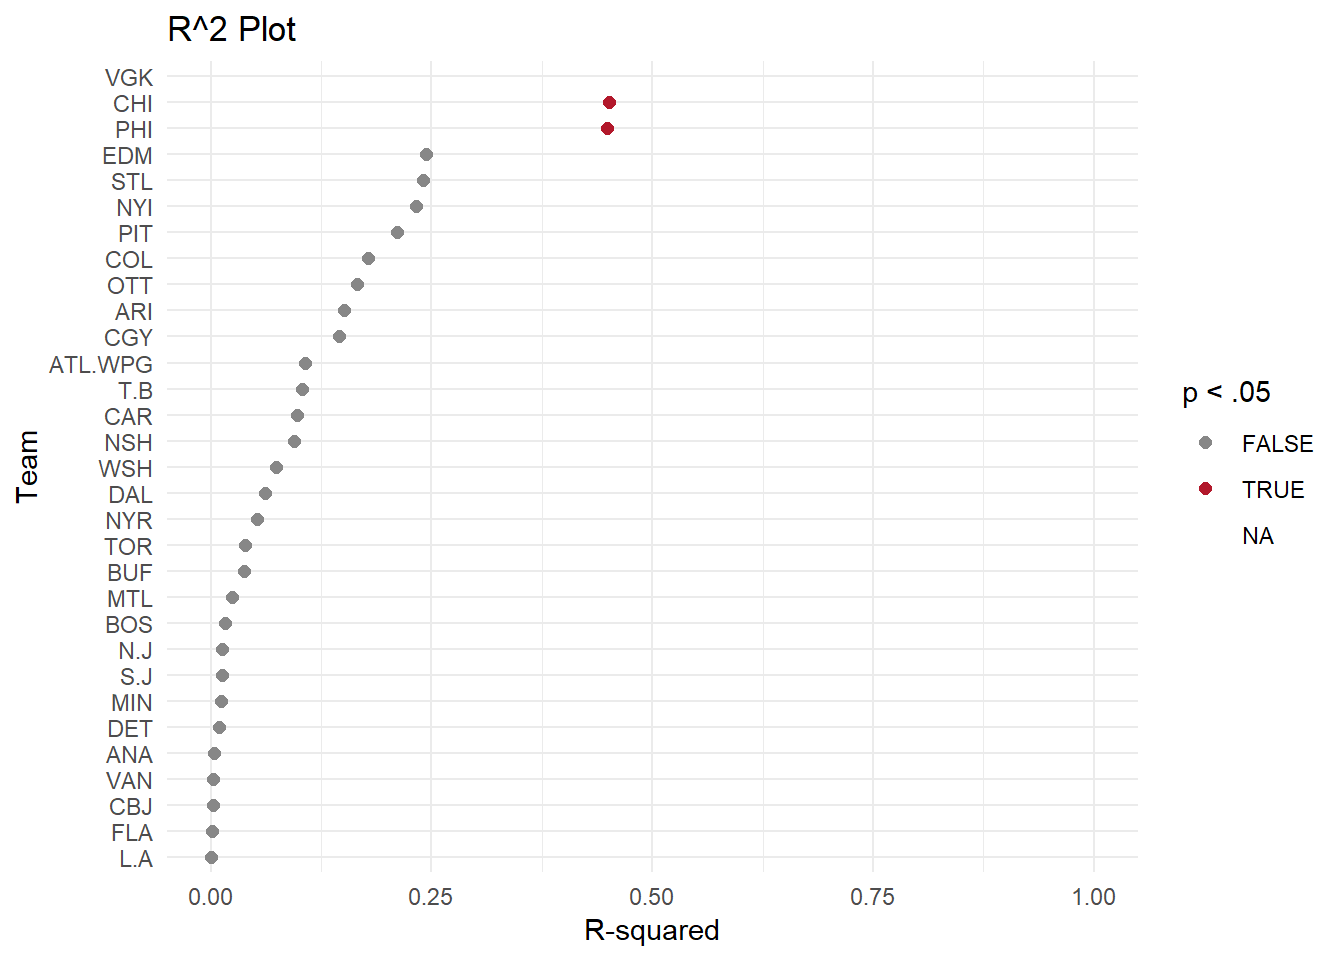 R^2 Plot
VGK
CHI
PHI
EDM
STL
NYI
PIT
COL
OTT
ARI
CGY
ATL.WPG
T.B
CAR
NSH
WSH
DAL
NYR
TOR
BUF
MTL
BOS
N.J
S.J
MIN
DET
ANA
VAN
CBJ
FLA
L.A
Team
0.00 0.25 0.50 0.75 1.00
R-squared
p < .05
FALSE
TRUE
NA